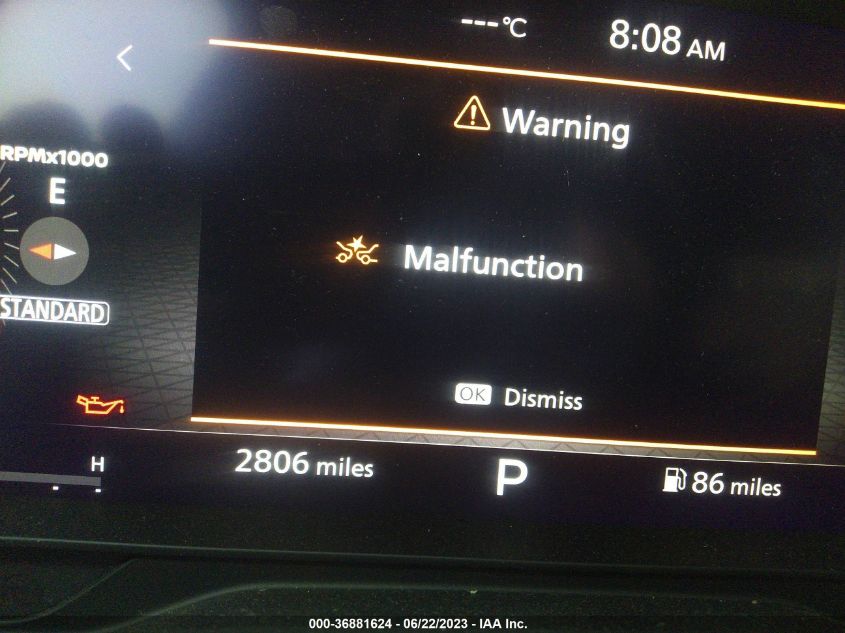 ---°C
8:08 AM
Warning
RPMx1000
E
Malfunction
STANDARD
OK Dismiss
H
2806 miles
P
86 miles
000-36881624 - 06/22/2023 - IAA Inc.